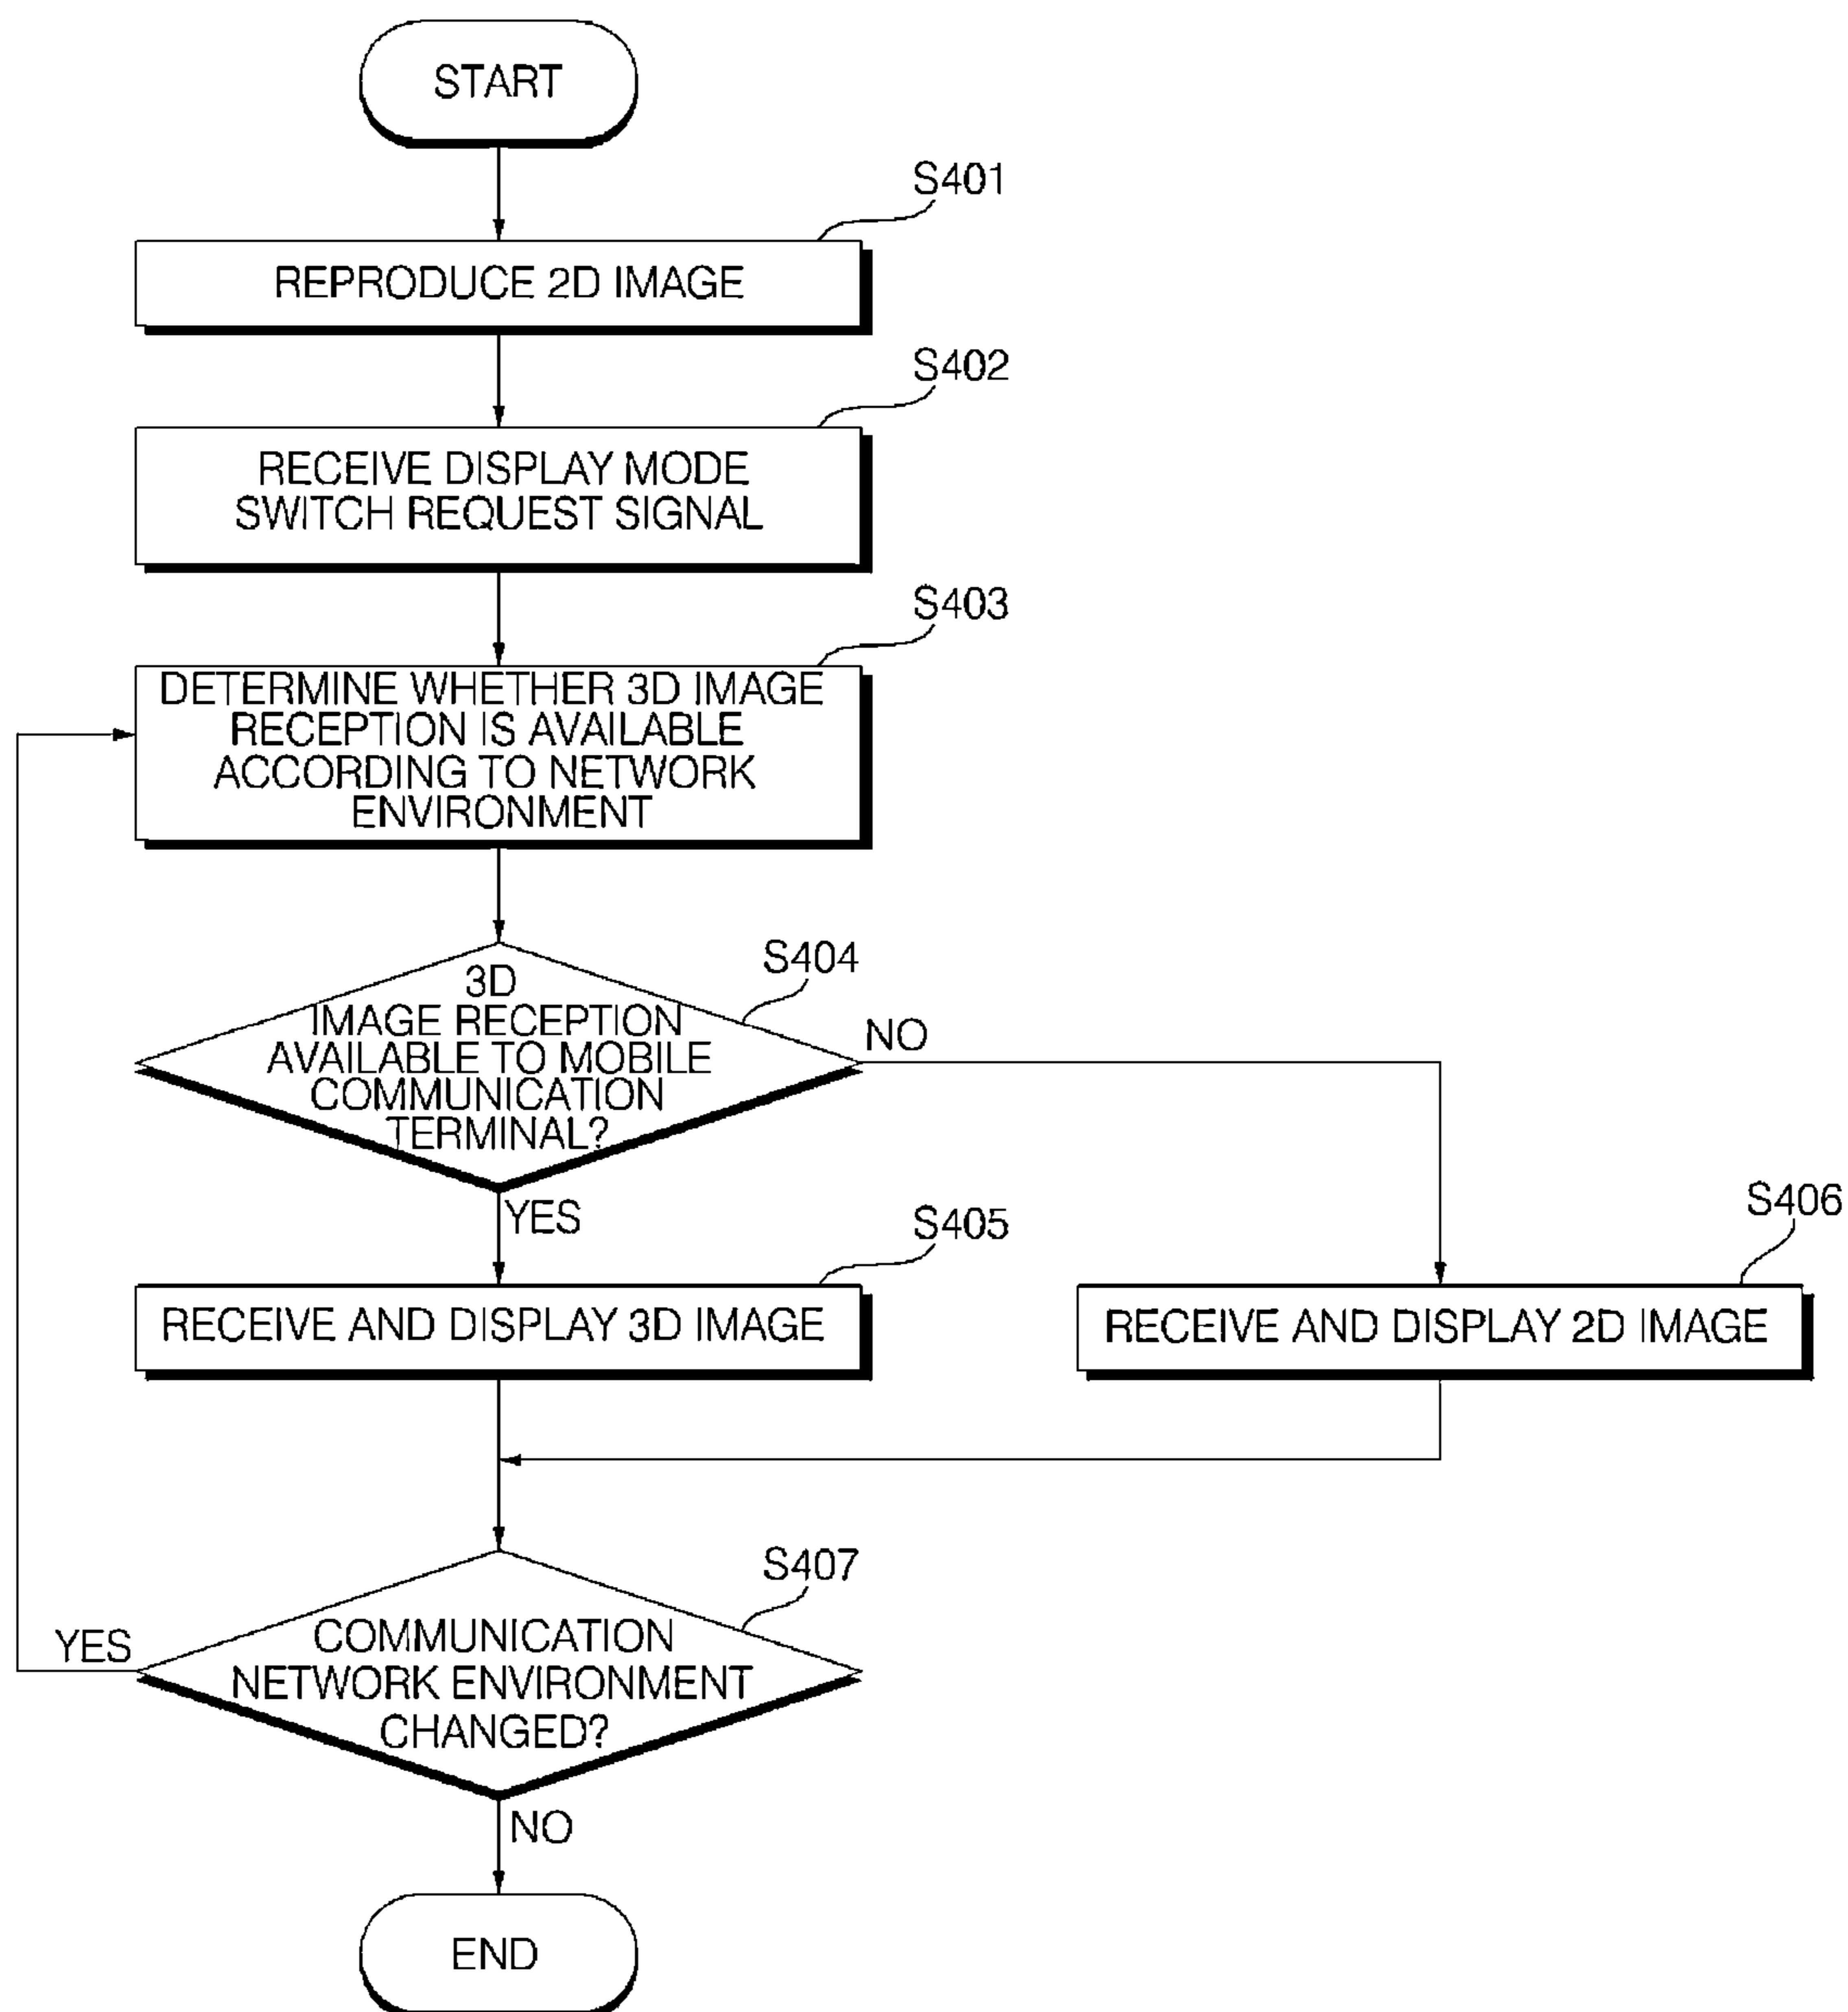 START
S401
REPRODUCE 2D IMAGE
S402
RECEIVE DISPLAY MODE
SWITCH REQUEST SIGNAL
S403
DETERMINE WHETHER 3D IMAGE
RECEPTION IS AVAILABLE
ACCORDING TO NETWORK
ENVIRONMENT
S404
3D
IMAGE RECEPTION
AVAILABLE TO MOBILE
COMMUNICATION
TERMINAL?
NO
YES
S405
RECEIVE AND DISPLAY 3D IMAGE
S406
RECEIVE AND DISPLAY 2D IMAGE
S407
COMMUNICATION
NETWORK ENVIRONMENT
CHANGED?
YES
NO
END